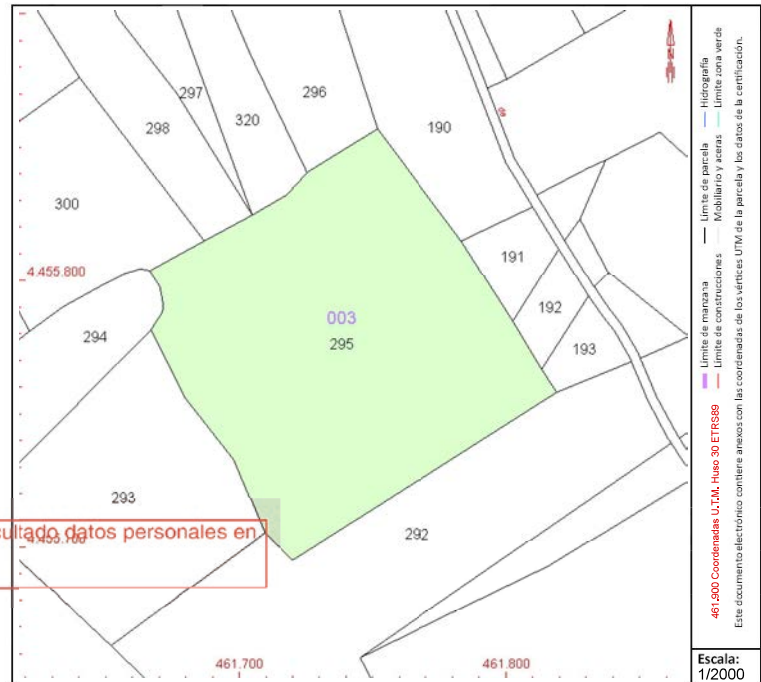 297
296
320
298
190
300
191
4.455.800
192
003
294
295
193
293
cultado datos personales en
4.455.700
292
461.700
461.800
Límite de manzana
Límite de parcela
Hidrografía
Límite de construcciones
Mobiliario y aceras
Límite zona verde
461.900 Coordenadas U.T.M. Huso 30 ETRS89
Este documento electrónico contiene anexos con las coordenadas de los vértices UTM de la parcela y los datos de la certificación.
Escala:
1/2000